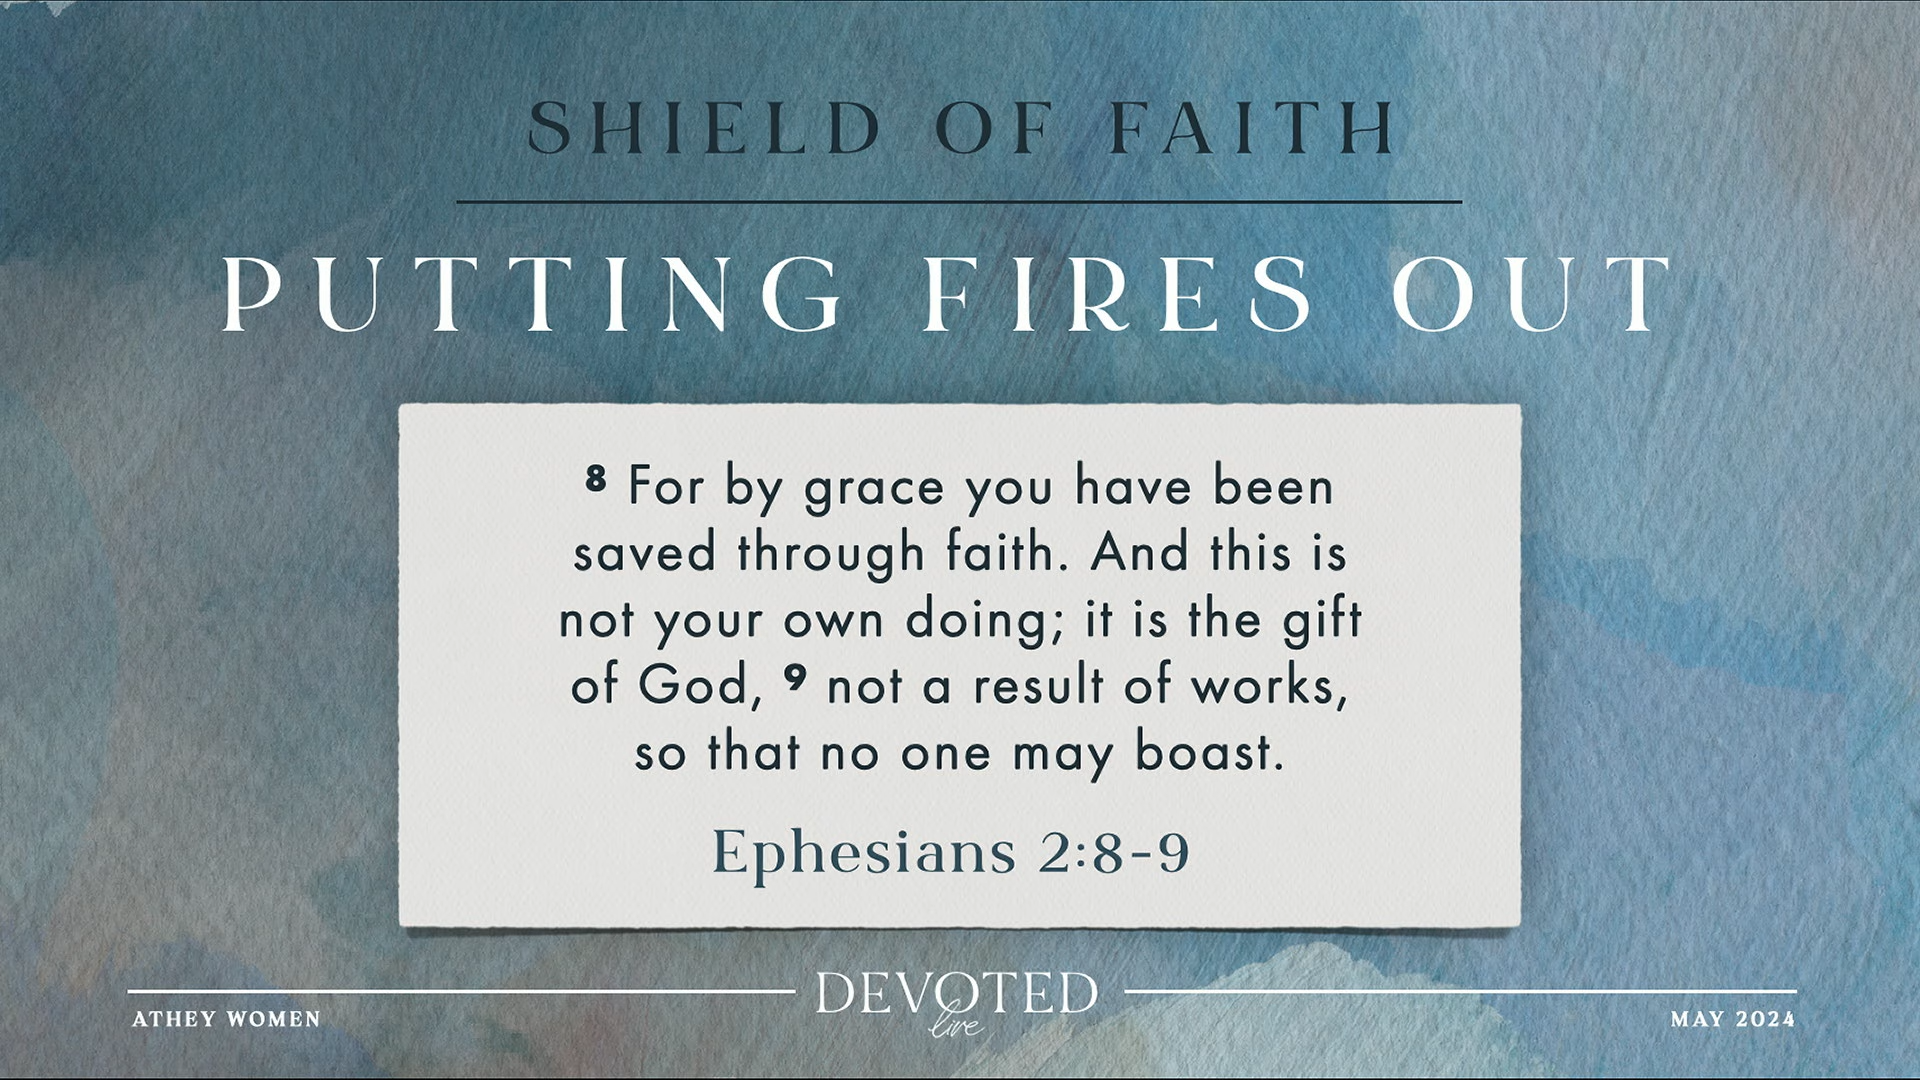 SHIELD OF FAITH
PUTTING FIRES OUT
8 For by grace you have been
saved through faith. And this is
not your own doing; it is the gift
of God, 9 not a result of works,
so that no one may boast.
Ephesians 2:8-9
DEVOTED
live
ATHEY WOMEN
MAY 2024